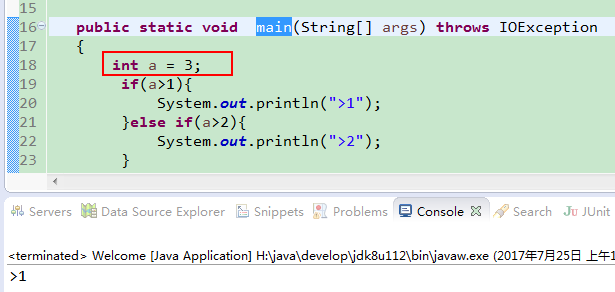 15
16 public static void main(String[] args) throws IOException
17 {
18 int a = 3;
19 if(a>1){
20 System.out.println(">1");
21 }else if(a>2){
22 System.out.println(">2");
23 }
Servers Data Source Explorer Snippets Problems Console Search JU JUnit
<terminated> Welcome [Java Application] H:\java\develop\jdk8u112\bin\javaw.exe (2017年7月25日 上午1
>1